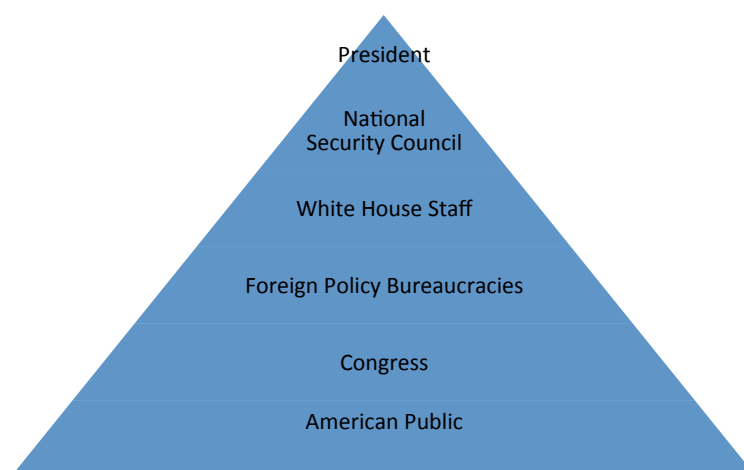 President
National
Security Council
White House Staff
Foreign Policy Bureaucracies
Congress
American Public